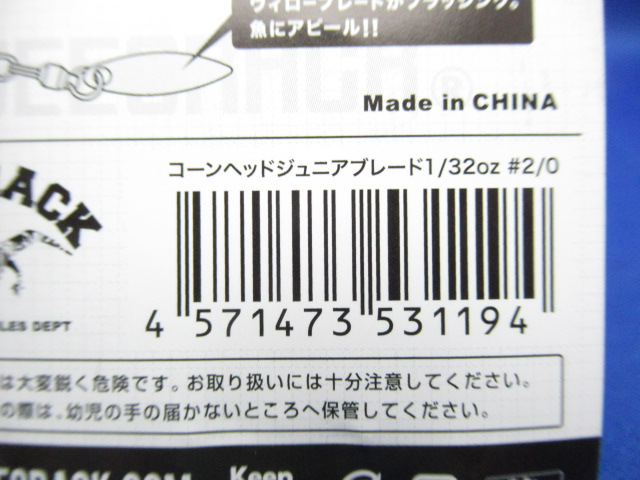 ウィローブレードがフラッシング。
魚にアピール!!
Made in CHINA
コーンヘッドジュニアブレード1/32oz #2/0
RACK
LES DEPT
4 571473 531194
は大変鋭く危険です。お取り扱いには十分注意してください。
の際は、幼児の手の届かないところへ保管してください。
Keep